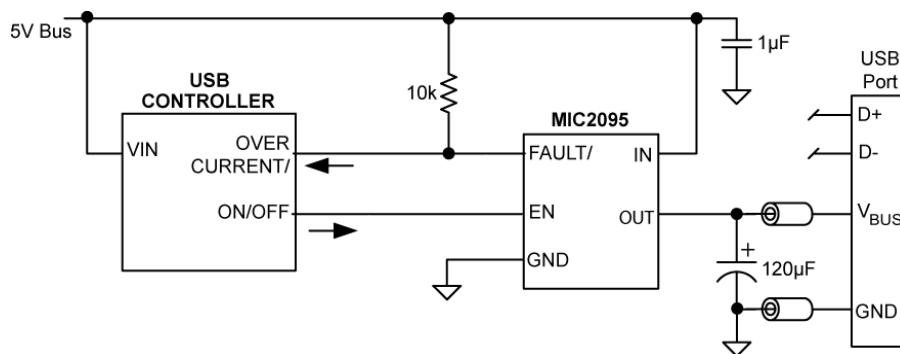 5V Bus
1µF
USB
Port
USB
CONTROLLER
10k
MIC2095
D+
VIN
OVER
CURRENT/
FAULT/
IN
D-
ON/OFF
EN
OUT
VBUS
GND
120µF
GND